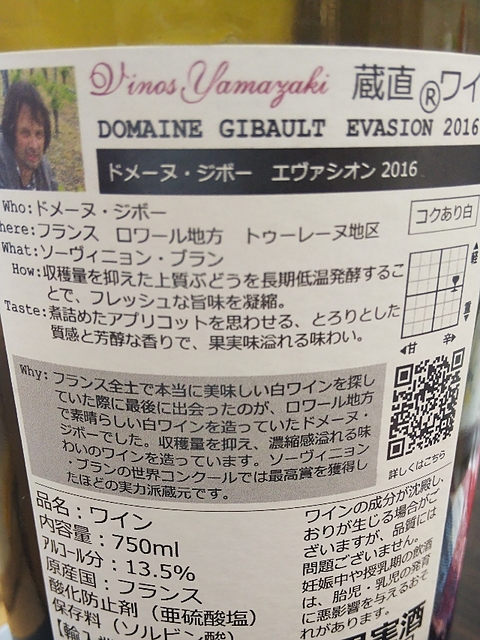 Vinos Yamazaki 蔵直®ワイ
DOMAINE GIBAULT EVASION 2016
ドメーヌ・ジボー エヴァシオン 2016
Who:ドメーヌ・ジボー
here:フランス ロワール地方 トゥーレーヌ地区
What:ソーヴィニョン・ブラン
How:収穫量を抑えた上質ぶどうを長期低温発酵するこ
とで、フレッシュな旨味を凝縮。
Taste:煮詰めたアプリコットを思わせる、とろりとした
質感と芳醇な香りで、果実味溢れる味わい。
コクあり白
軽
重
甘 辛
Why:フランス全土で本当に美味しい白ワインを探し
ていた際に最後に出会ったのが、ロワール地方
で素晴らしい白ワインを造っていたドメーヌ・
ジボーでした。収穫量を抑え、濃縮感溢れる味
わいのワインを造っています。ソーヴィニョン
・ブランの世界コンクールでは最高賞を獲得し
たほどの実力派蔵元です。
詳しくはこちら
品名：ワイン
内容量：750ml
アルコール分：13.5%
原産国：フランス
酸化防止剤（亜硫酸塩）
保存料（ソルビン酸）
【輸入
ワインの成分が沈殿し、
おりが生じる場合がご
ざいますが、品質には
問題ございません。
妊娠中や授乳期の飲酒
は、胎児・乳児の発育
に悪影響を与えるおそ
れがあります。
果実酒